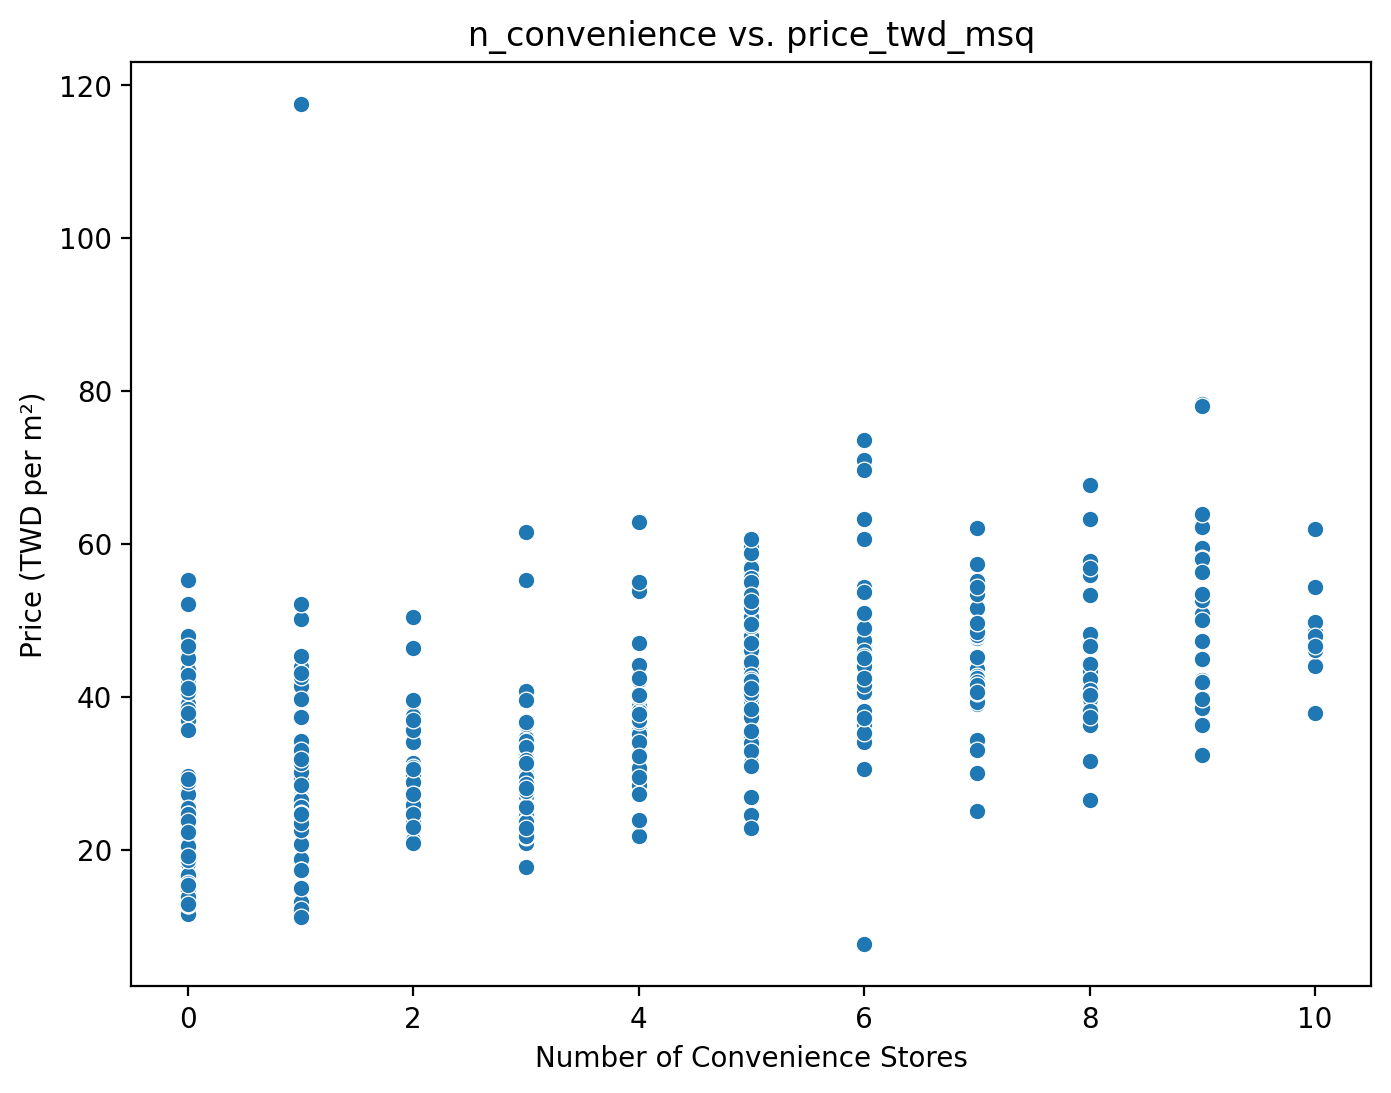 n_convenience vs. price_twd_msq
120
100
80
60
40
20
Price (TWD per m²)
0 2 4 6 8 10
Number of Convenience Stores